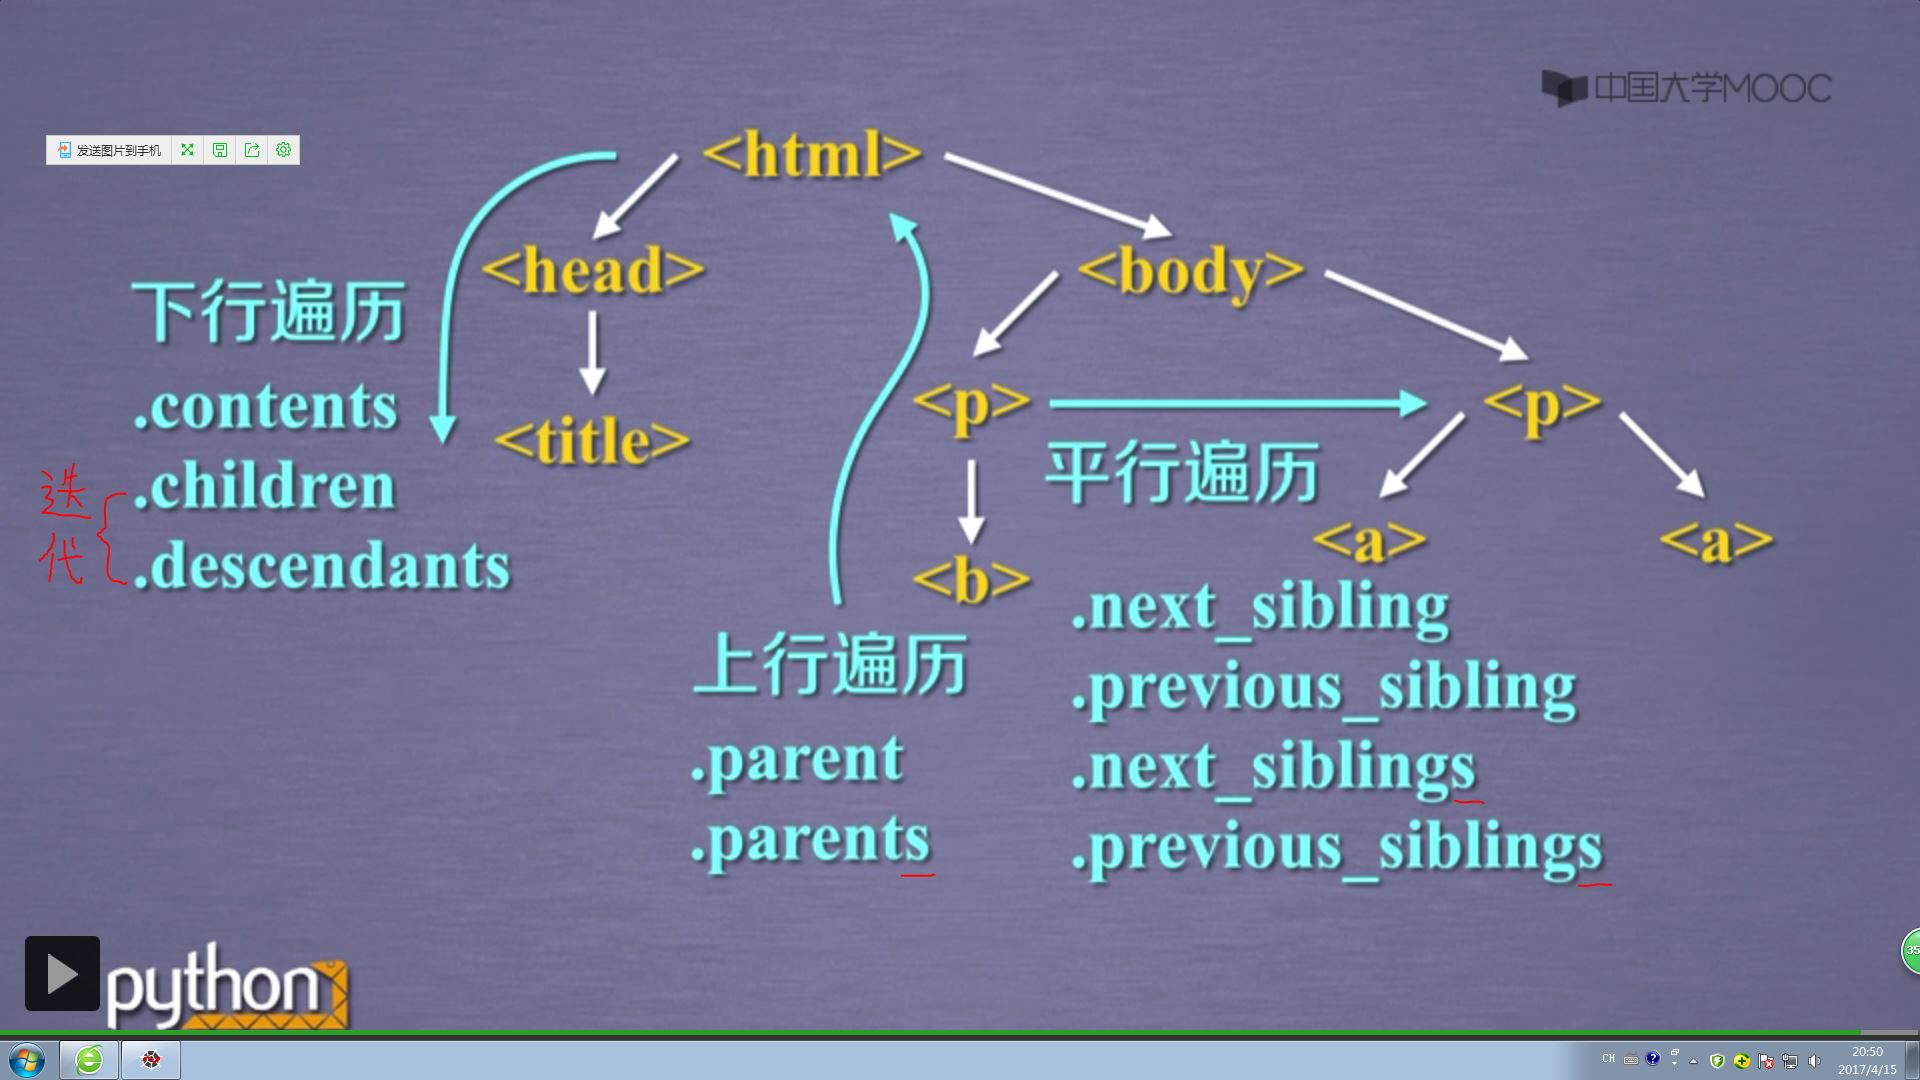 中国大学MOOC
发送图片到手机
<html>
<head>
<body>
下行遍历
.contents
.children
.descendants
迭
代
<title>
<p>
<p>
平行遍历
<b>
<a>
<a>
上行遍历
.parent
.parents
.next_sibling
.previous_sibling
.next_siblings
.previous_siblings
python
35
CH
20:50
2017/4/15